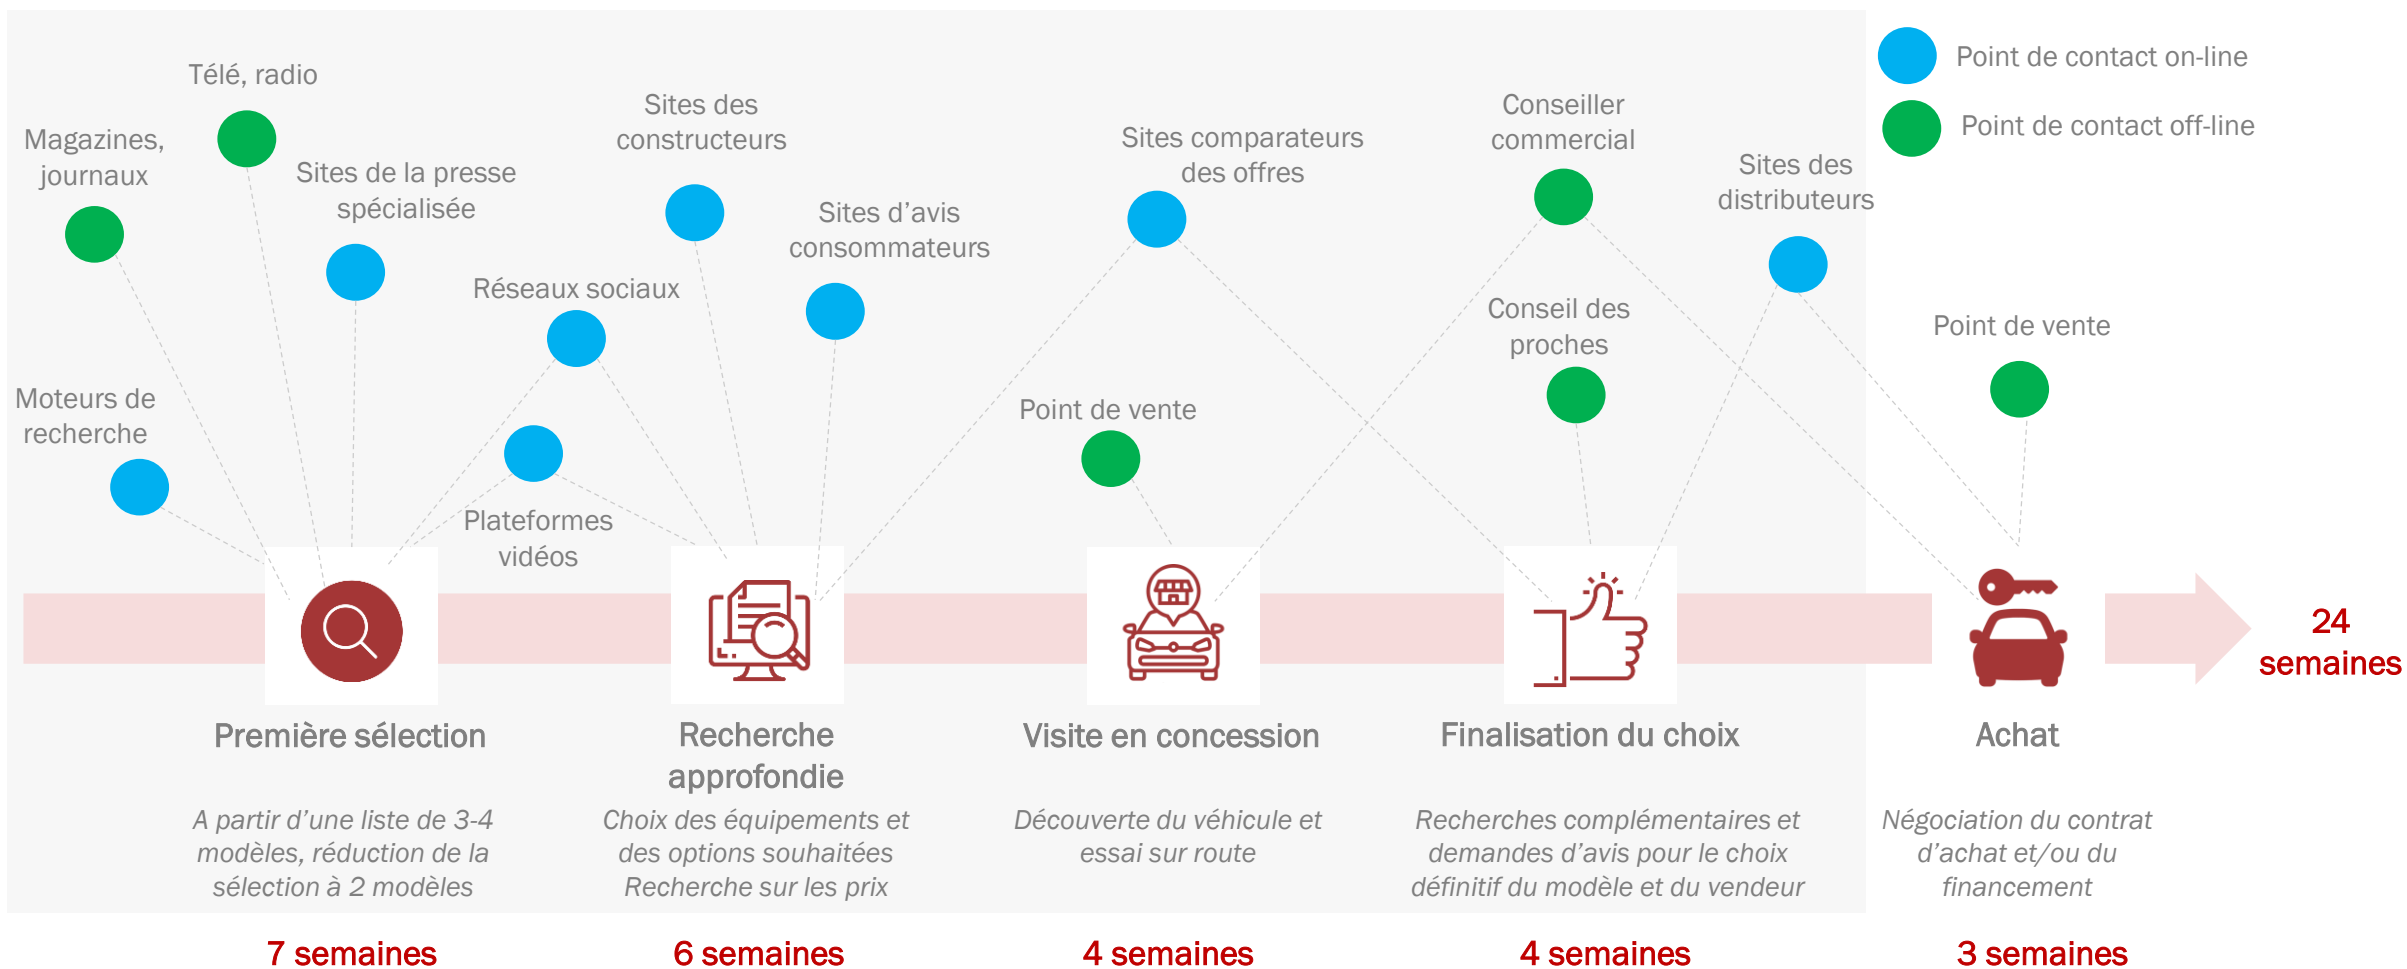 Télé, radio
Magazines,
journaux
Sites de la presse
spécialisée
Sites des
constructeurs
Sites d’avis
consommateurs
Réseaux sociaux
Moteurs de
recherche
Plateformes
vidéos
Sites comparateurs
des offres
Point de vente
Conseiller
commercial
Conseil des
proches
Sites des
distributeurs
Point de contact on-line
Point de contact off-line
Point de vente
24
semaines
Première sélection
A partir d’une liste de 3-4
modèles, réduction de la
sélection à 2 modèles
7 semaines
Recherche
approfondie
Choix des équipements et
des options souhaitées
Recherche sur les prix
6 semaines
Visite en concession
Découverte du véhicule et
essai sur route
4 semaines
Finalisation du choix
Recherches complémentaires et
demandes d’avis pour le choix
définitif du modèle et du vendeur
4 semaines
Achat
Négociation du contrat
d’achat et/ou du
financement
3 semaines